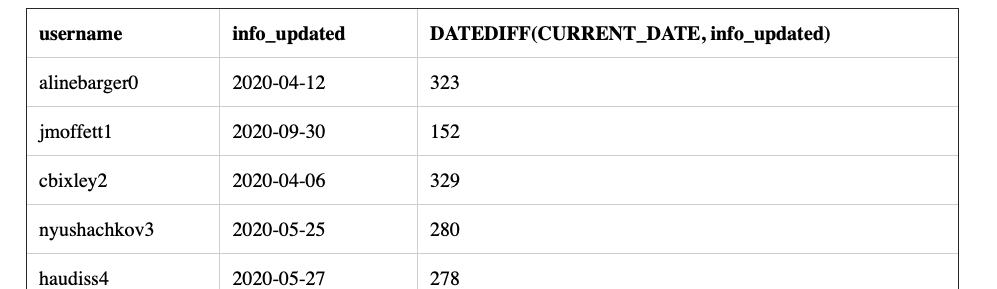 username info_updated DATEDIFF(CURRENT_DATE, info_updated)
alinebarger0 2020-04-12 323
jmoffett1 2020-09-30 152
cbixley2 2020-04-06 329
nyushachkov3 2020-05-25 280
haudiss4 2020-05-27 278